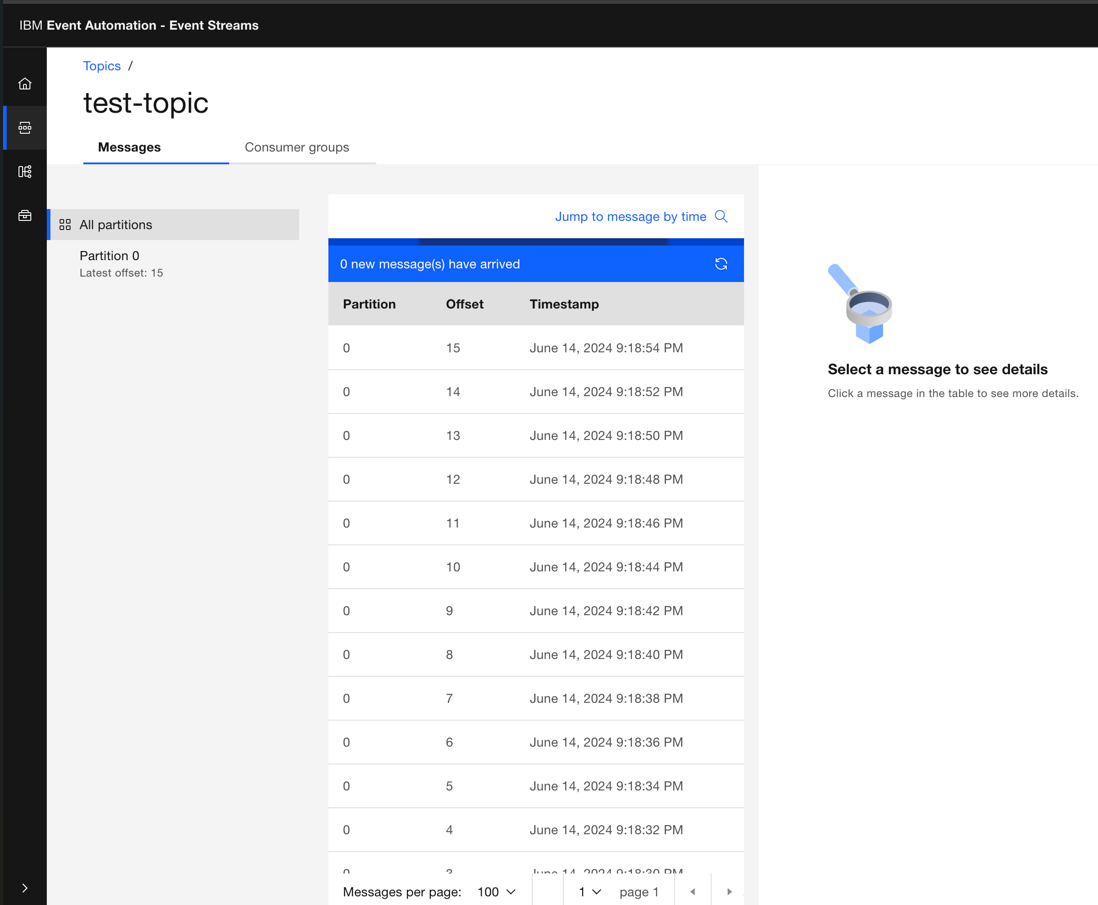 IBM Event Automation - Event Streams
Topics /
test-topic
Messages Consumer groups
All partitions
Partition 0
Latest offset: 15
Jump to message by time
0 new message(s) have arrived
Partition Offset Timestamp
0 15 June 14, 2024 9:18:54 PM
0 14 June 14, 2024 9:18:52 PM
0 13 June 14, 2024 9:18:50 PM
0 12 June 14, 2024 9:18:48 PM
0 11 June 14, 2024 9:18:46 PM
0 10 June 14, 2024 9:18:44 PM
0 9 June 14, 2024 9:18:42 PM
0 8 June 14, 2024 9:18:40 PM
0 7 June 14, 2024 9:18:38 PM
0 6 June 14, 2024 9:18:36 PM
0 5 June 14, 2024 9:18:34 PM
0 4 June 14, 2024 9:18:32 PM
Messages per page: 100 1 page 1
Select a message to see details
Click a message in the table to see more details.